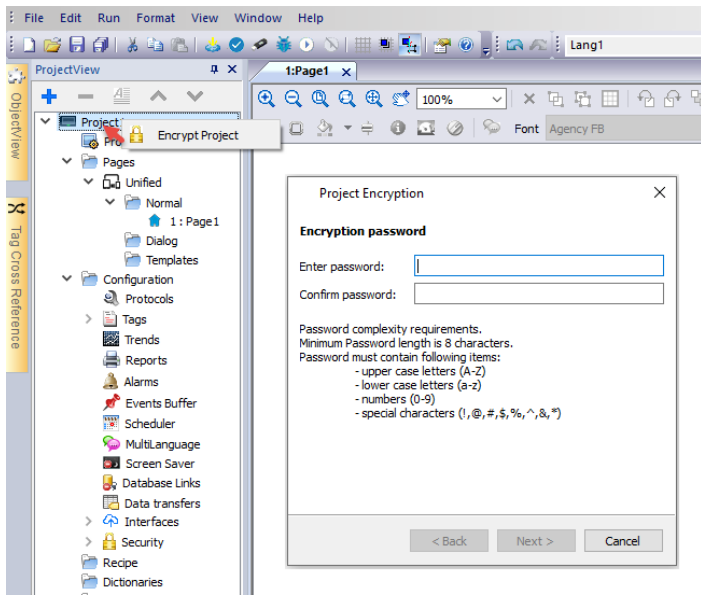 File Edit Run Format View Window Help
Lang1
ProjectView
1:Page1
100%
Font Agency FB
ObjectView
Tag Cross Reference
Project
Encrypt Project
Pro
Pages
Unified
Normal
1 : Page1
Dialog
Templates
Configuration
Protocols
Tags
Trends
Reports
Alarms
Events Buffer
Scheduler
MultiLanguage
Screen Saver
Database Links
Data transfers
Interfaces
Security
Recipe
Dictionaries
Project Encryption
Encryption password
Enter password:
Confirm password:
Password complexity requirements.
Minimum Password length is 8 characters.
Password must contain following items:
- upper case letters (A-Z)
- lower case letters (a-z)
- numbers (0-9)
- special characters (!,@,#,$,%,^,&,*)
< Back Next > Cancel